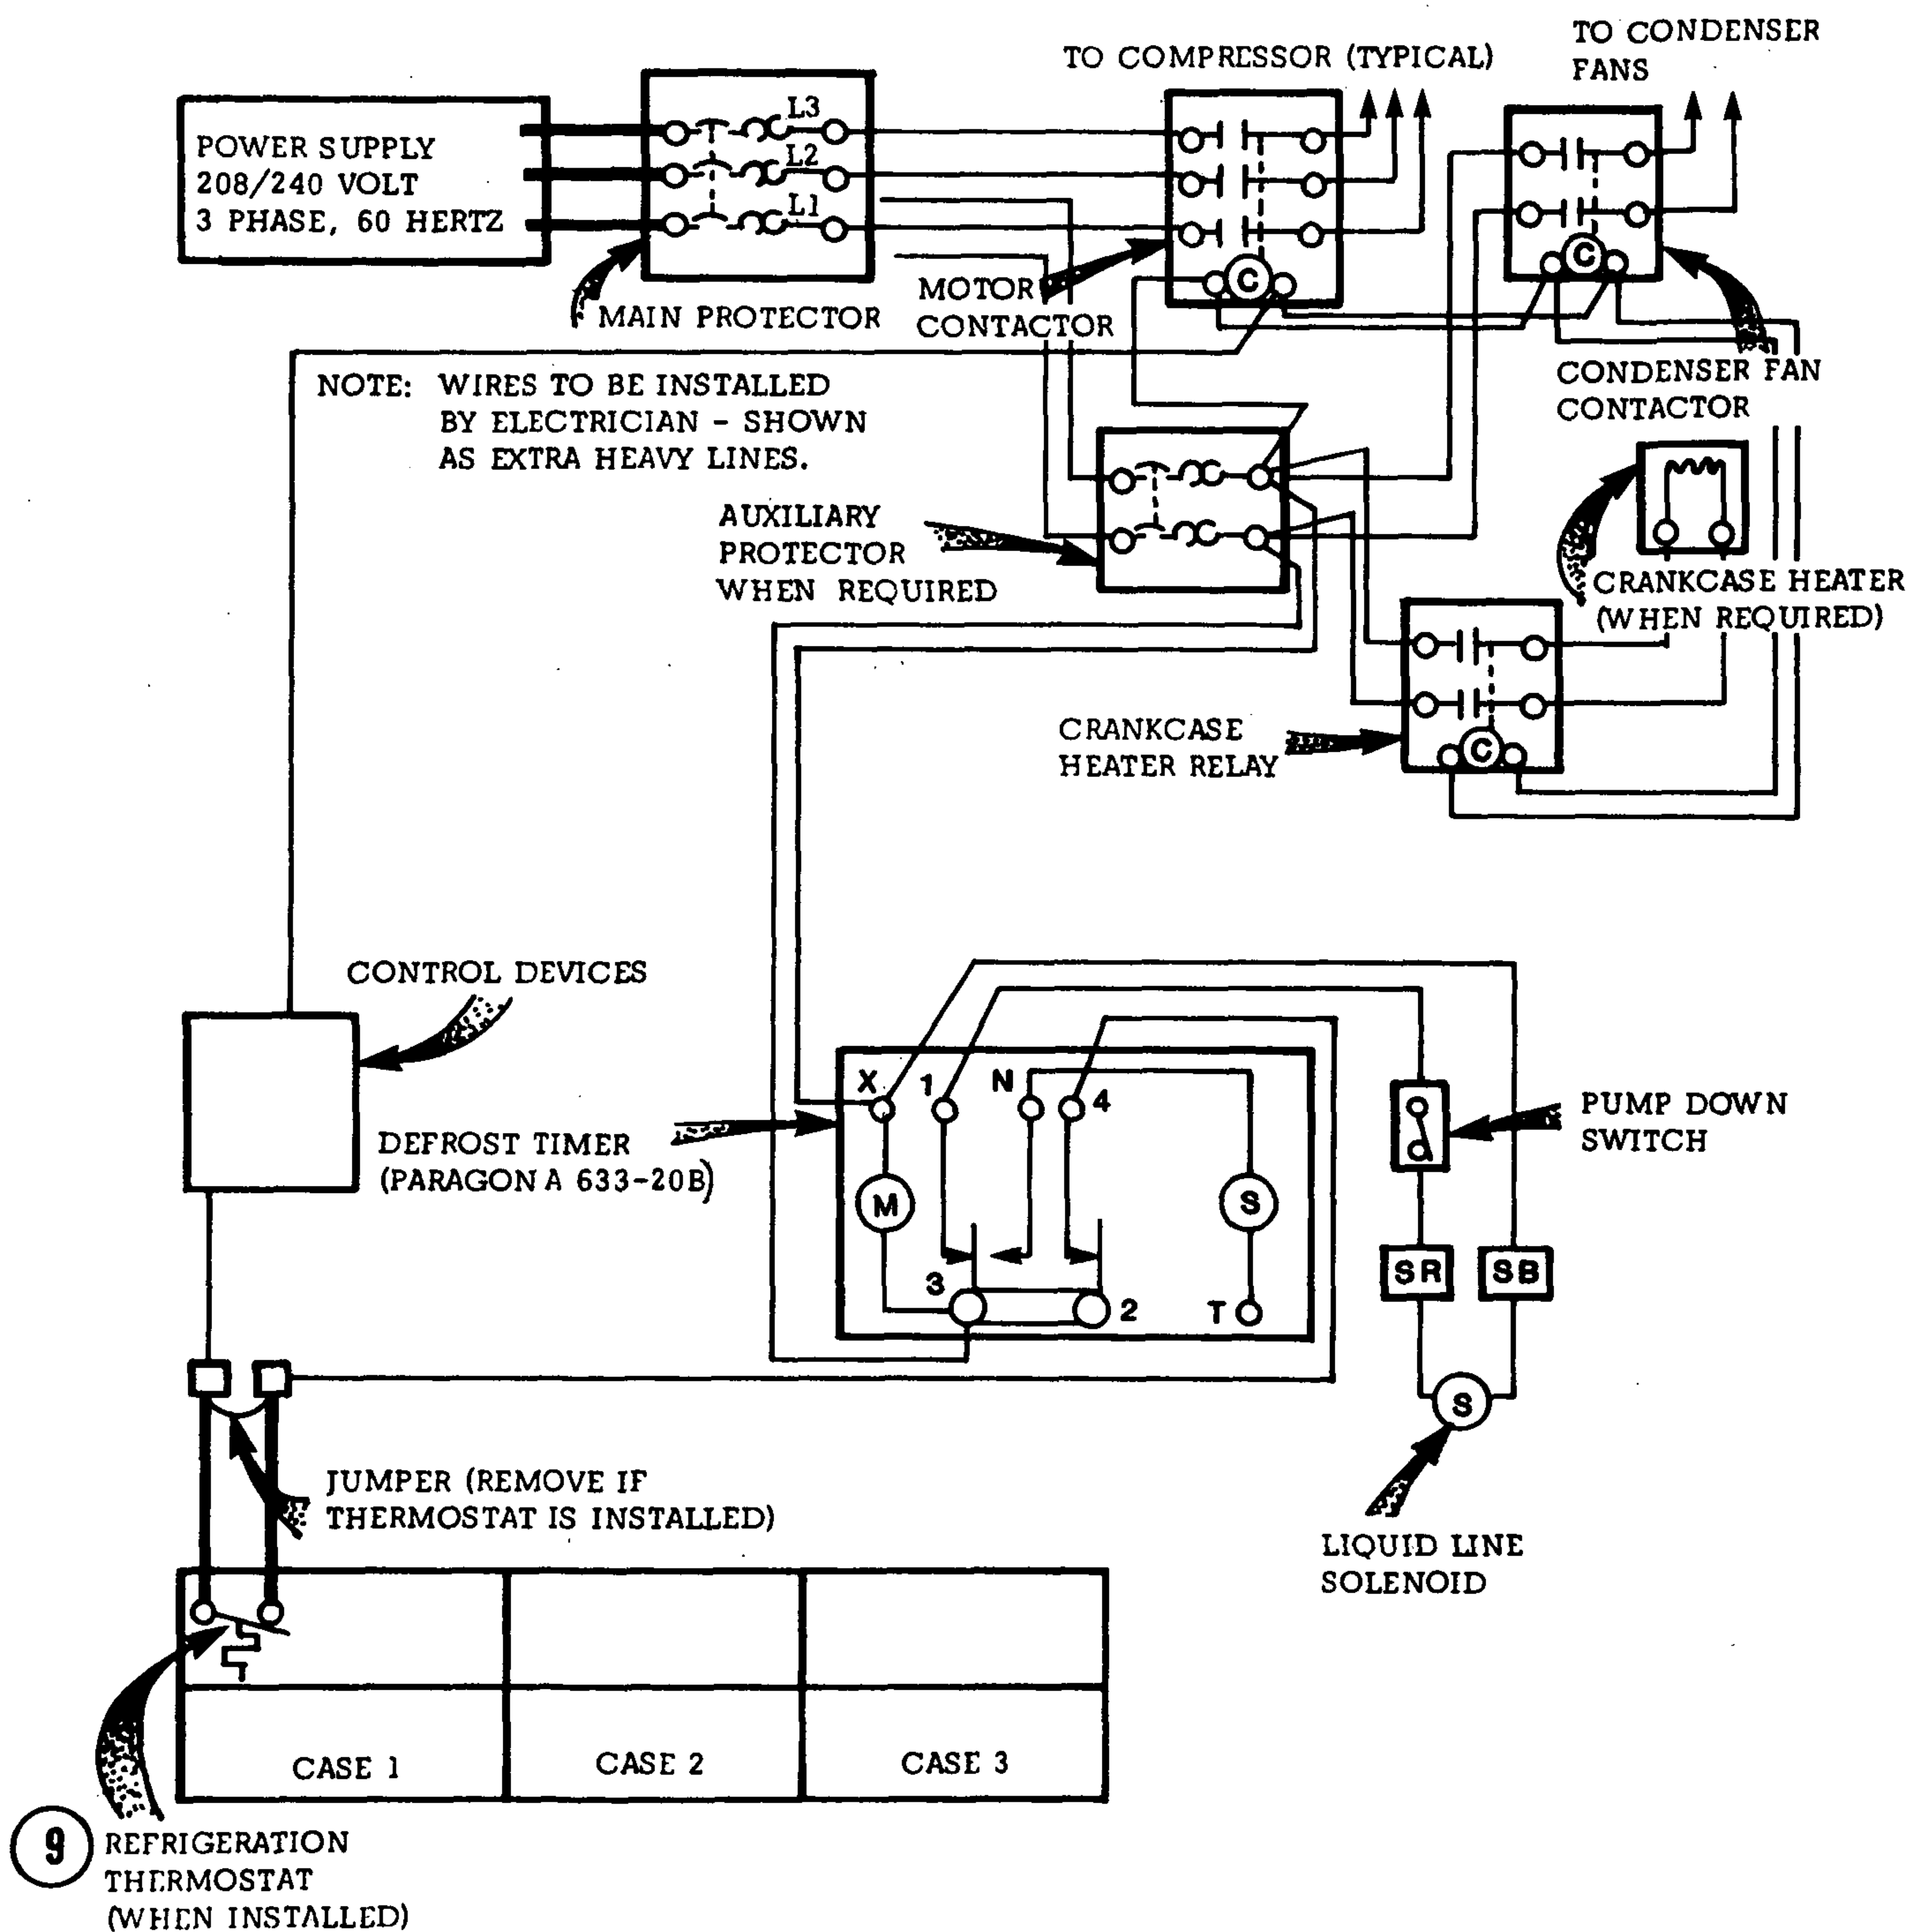 TO CONDENSER
FANS
TO COMPRESSOR (TYPICAL)
POWER SUPPLY
208/240 VOLT
3 PHASE, 60 HERTZ
L3
L2
L1
C
C
MAIN PROTECTOR
MOTOR
CONTACTOR
CONDENSER FAN
CONTACTOR
NOTE: WIRES TO BE INSTALLED
BY ELECTRICIAN - SHOWN
AS EXTRA HEAVY LINES.
AUXILIARY
PROTECTOR
WHEN REQUIRED
CRANKCASE HEATER
(WHEN REQUIRED)
CRANKCASE
HEATER RELAY
C
CONTROL DEVICES
DEFROST TIMER
(PARAGON A 633-20B)
X 1 N 4
M
S
3
2
T
PUMP DOWN
SWITCH
SR
SB
S
LIQUID LINE
SOLENOID
JUMPER (REMOVE IF
THERMOSTAT IS INSTALLED)
CASE 1
CASE 2
CASE 3
9
REFRIGERATION
THERMOSTAT
(WHEN INSTALLED)